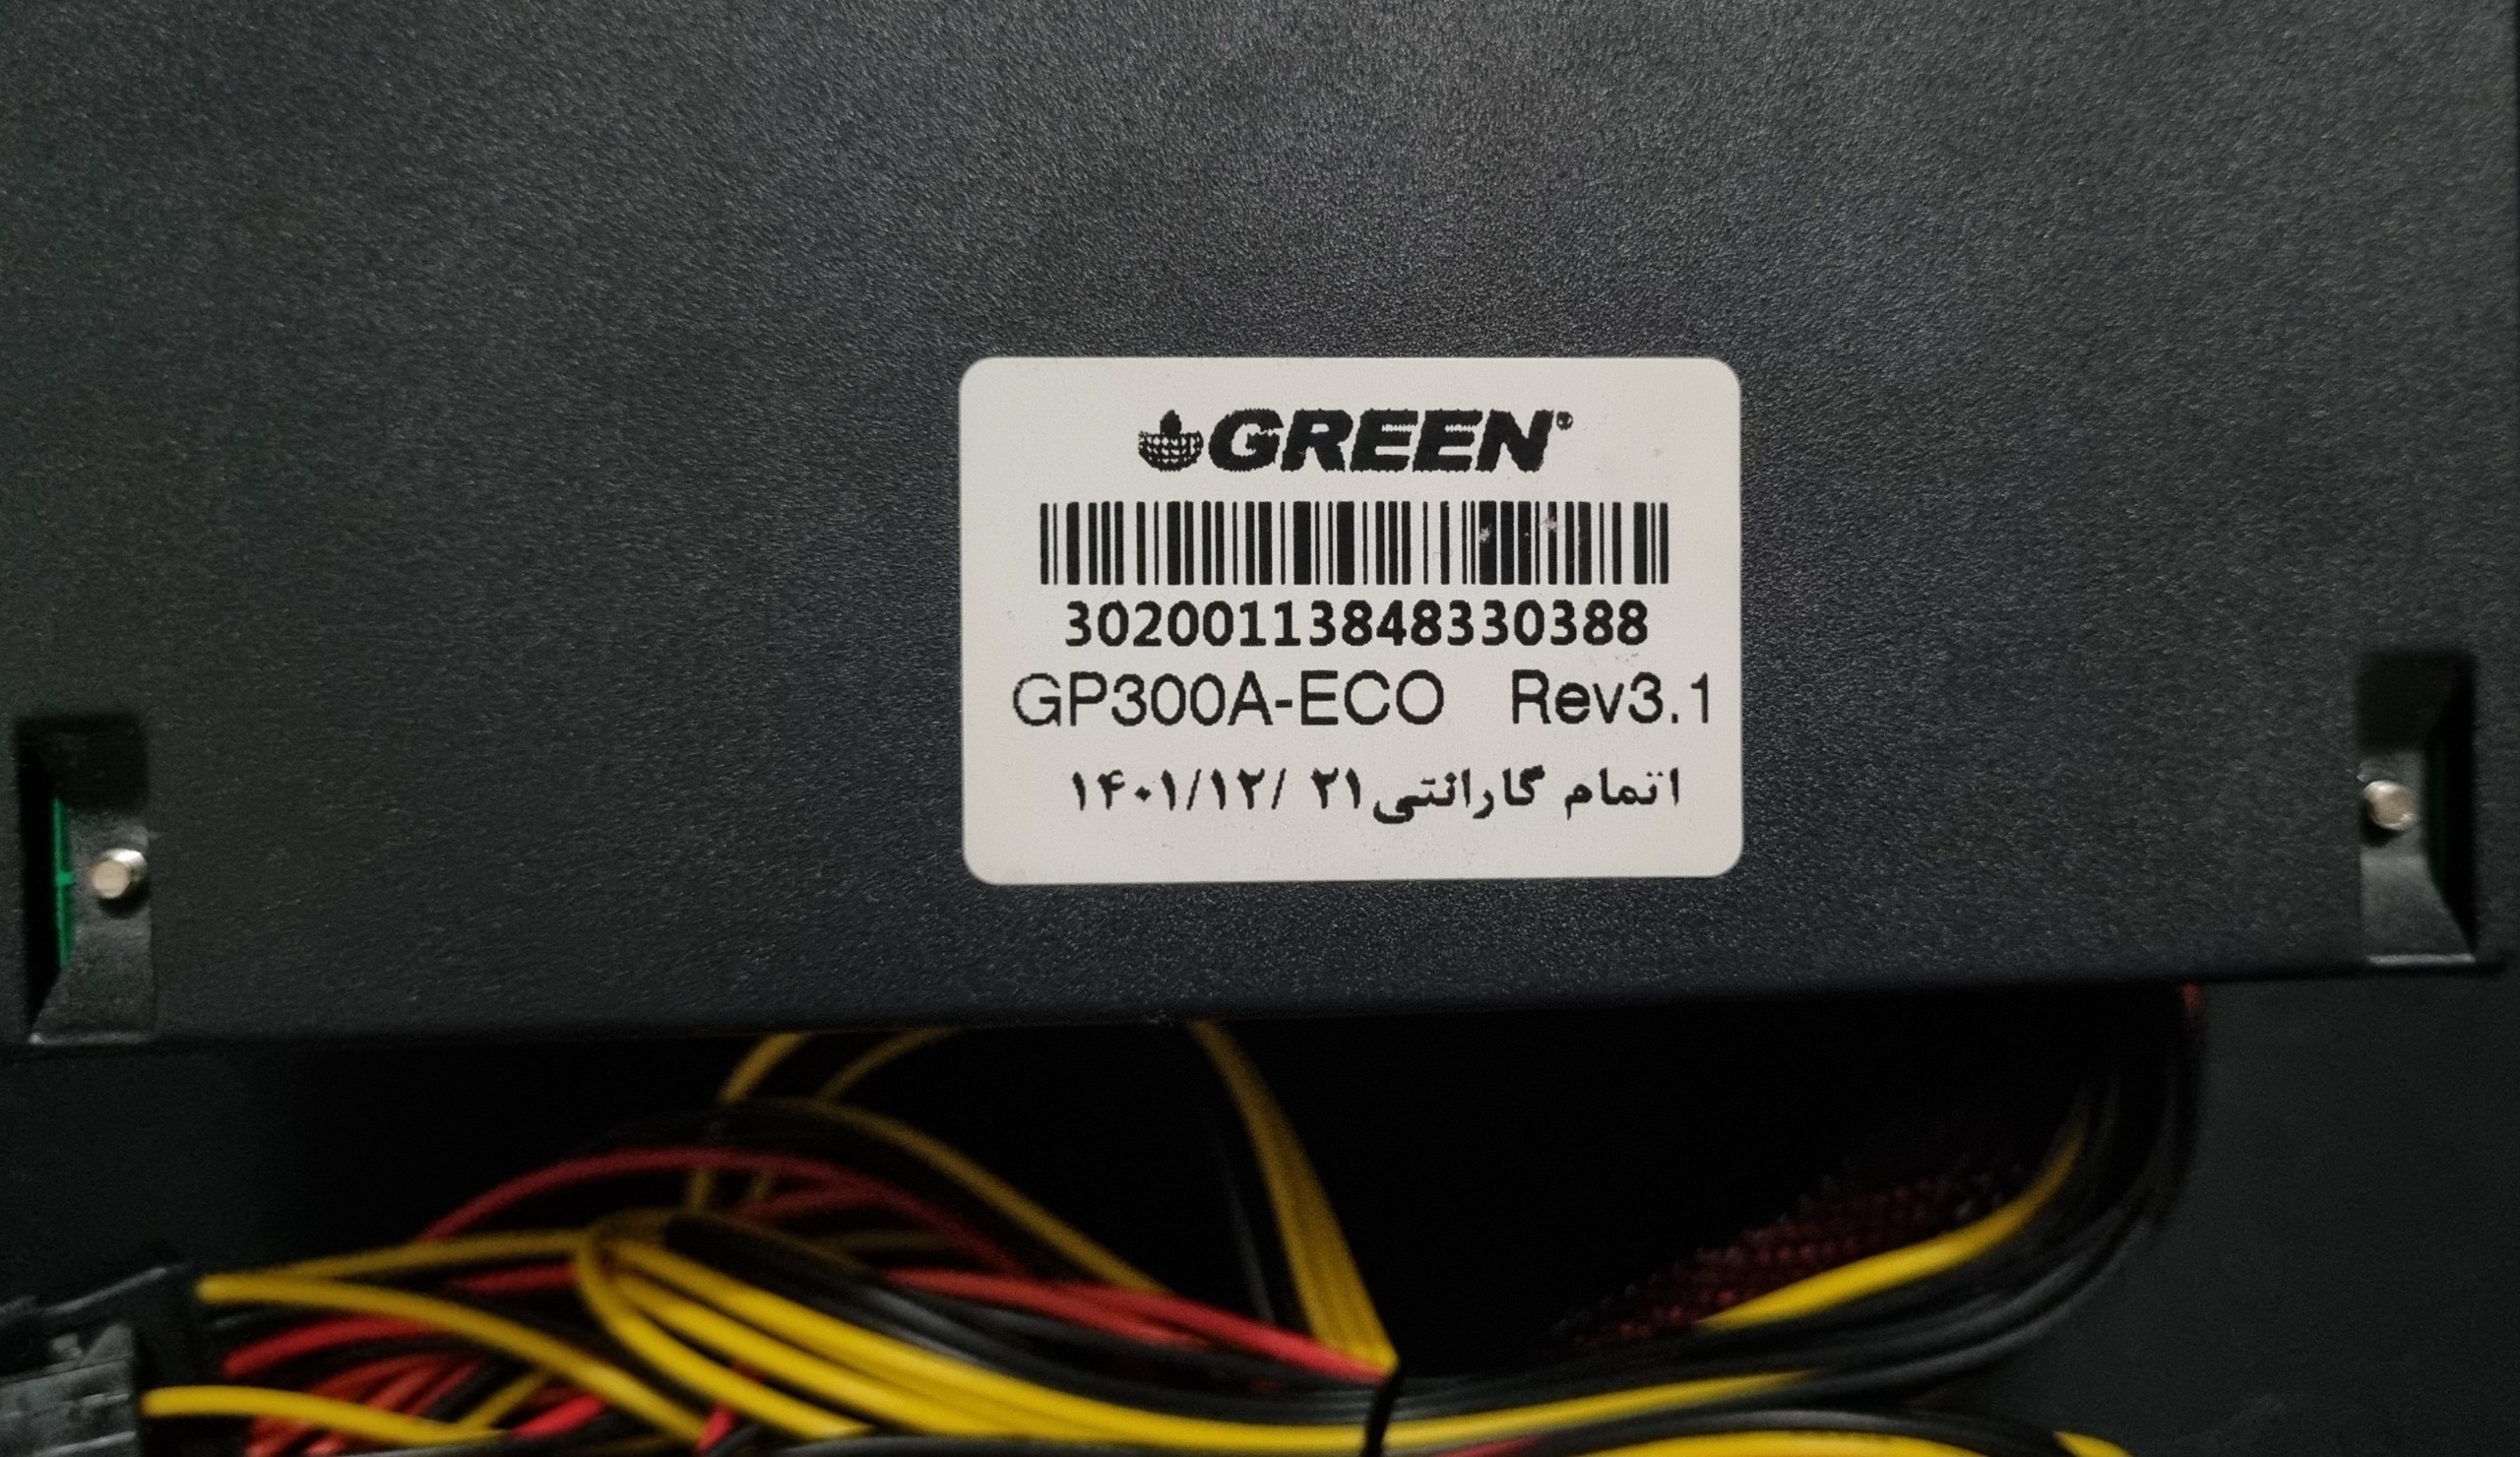 GREEN®
30200113848330388
GP300A-ECO Rev3.1
اتمام گارانتی ۱۴۰۱/۱۲/ ۲۱